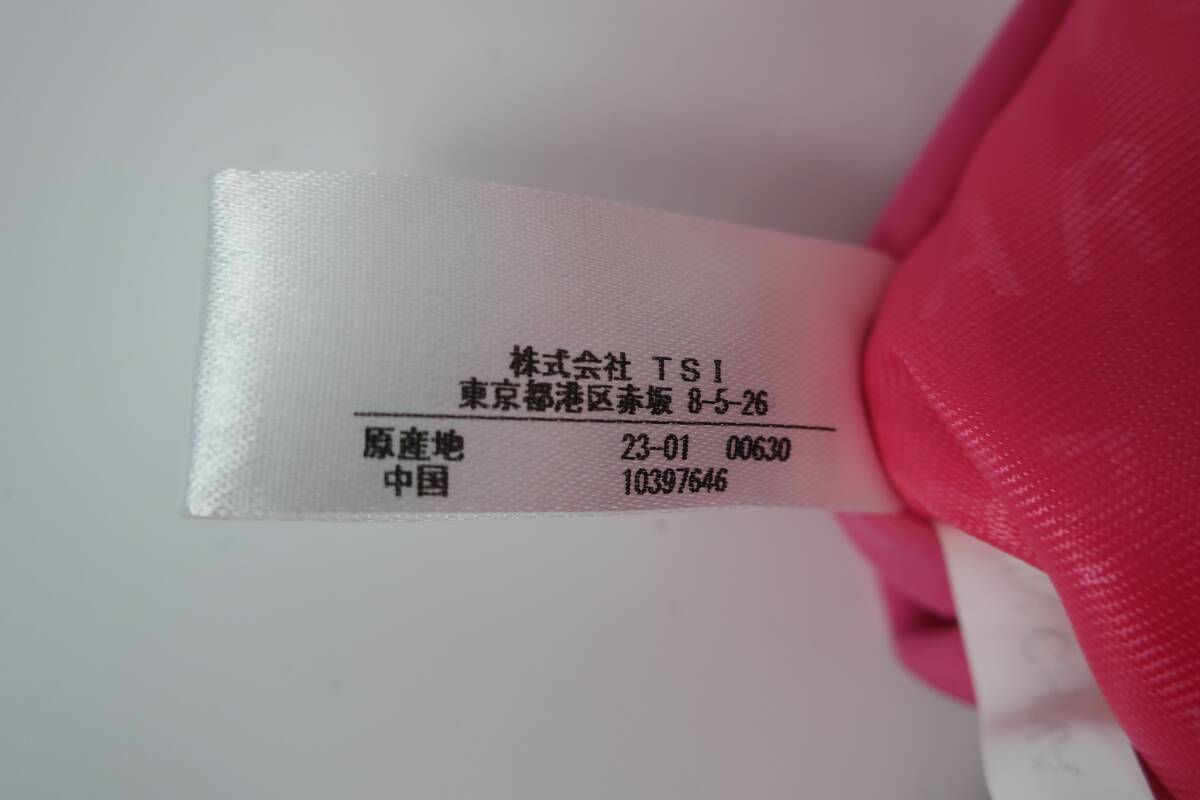 株式会社 TSI
東京都港区赤坂 8-5-26
原産地 23-01 00630
中国 10397646